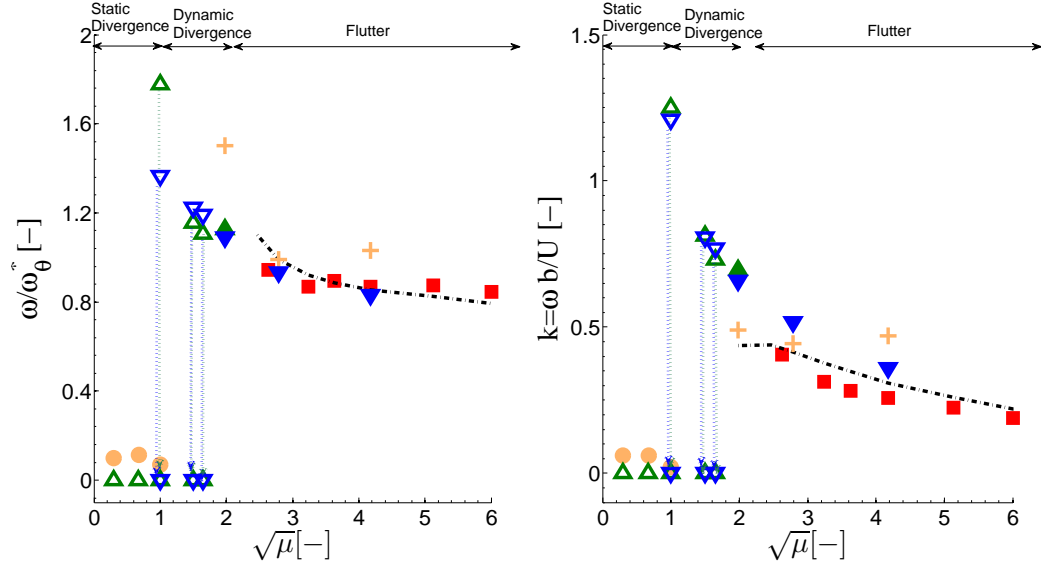 Static
Divergence
Dynamic
Divergence
Flutter
2
1.6
1.2
0.8
0.4
0
0 1 2 3 4 5 6
√μ[−]
Static
Divergence
Dynamic
Divergence
Flutter
1.5
1
0.5
0
k=ω b/U [−]
0 1 2 3 4 5 6
√μ[−]